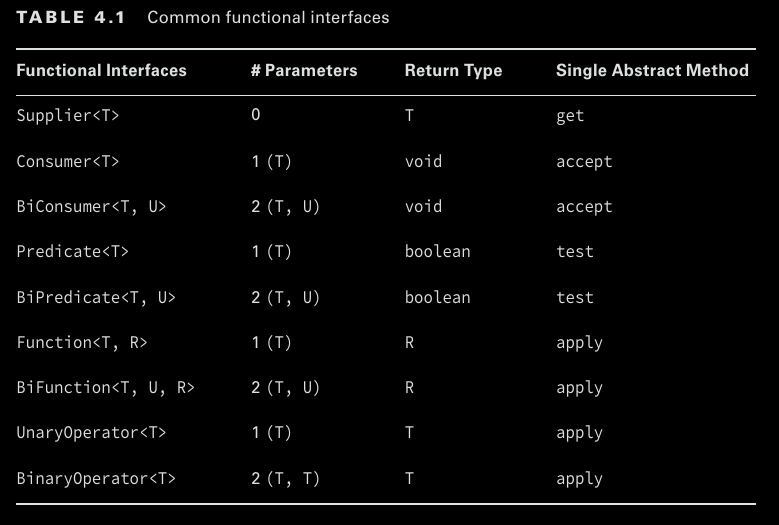 TABLE 4.1 Common functional interfaces
Functional Interfaces # Parameters Return Type Single Abstract Method
Supplier<T> 0 T get
Consumer<T> 1 (T) void accept
BiConsumer<T, U> 2 (T, U) void accept
Predicate<T> 1 (T) boolean test
BiPredicate<T, U> 2 (T, U) boolean test
Function<T, R> 1 (T) R apply
BiFunction<T, U, R> 2 (T, U) R apply
UnaryOperator<T> 1 (T) T apply
BinaryOperator<T> 2 (T, T) T apply